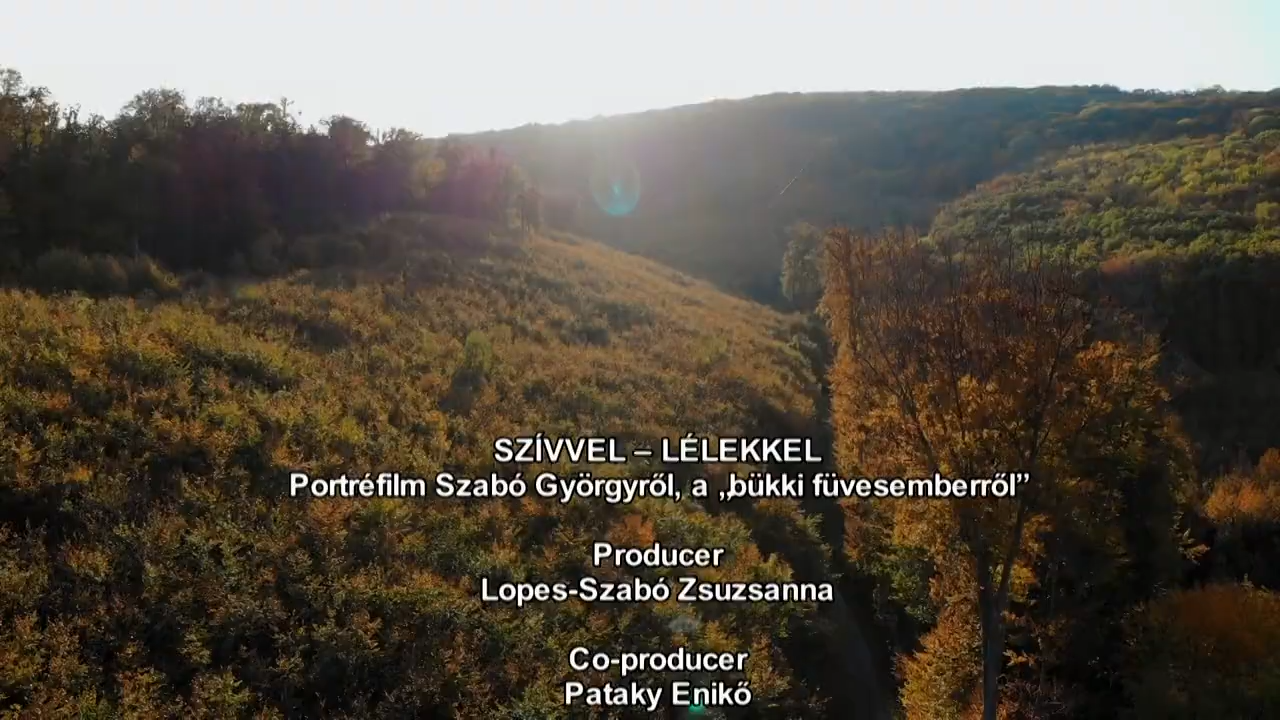 SZÍVVEL – LÉLEKKEL
Portréfilm Szabó Györgyről, a „bükki füvesemberről”
Producer
Lopes-Szabó Zsuzsanna
Co-producer
Pataky Enikő